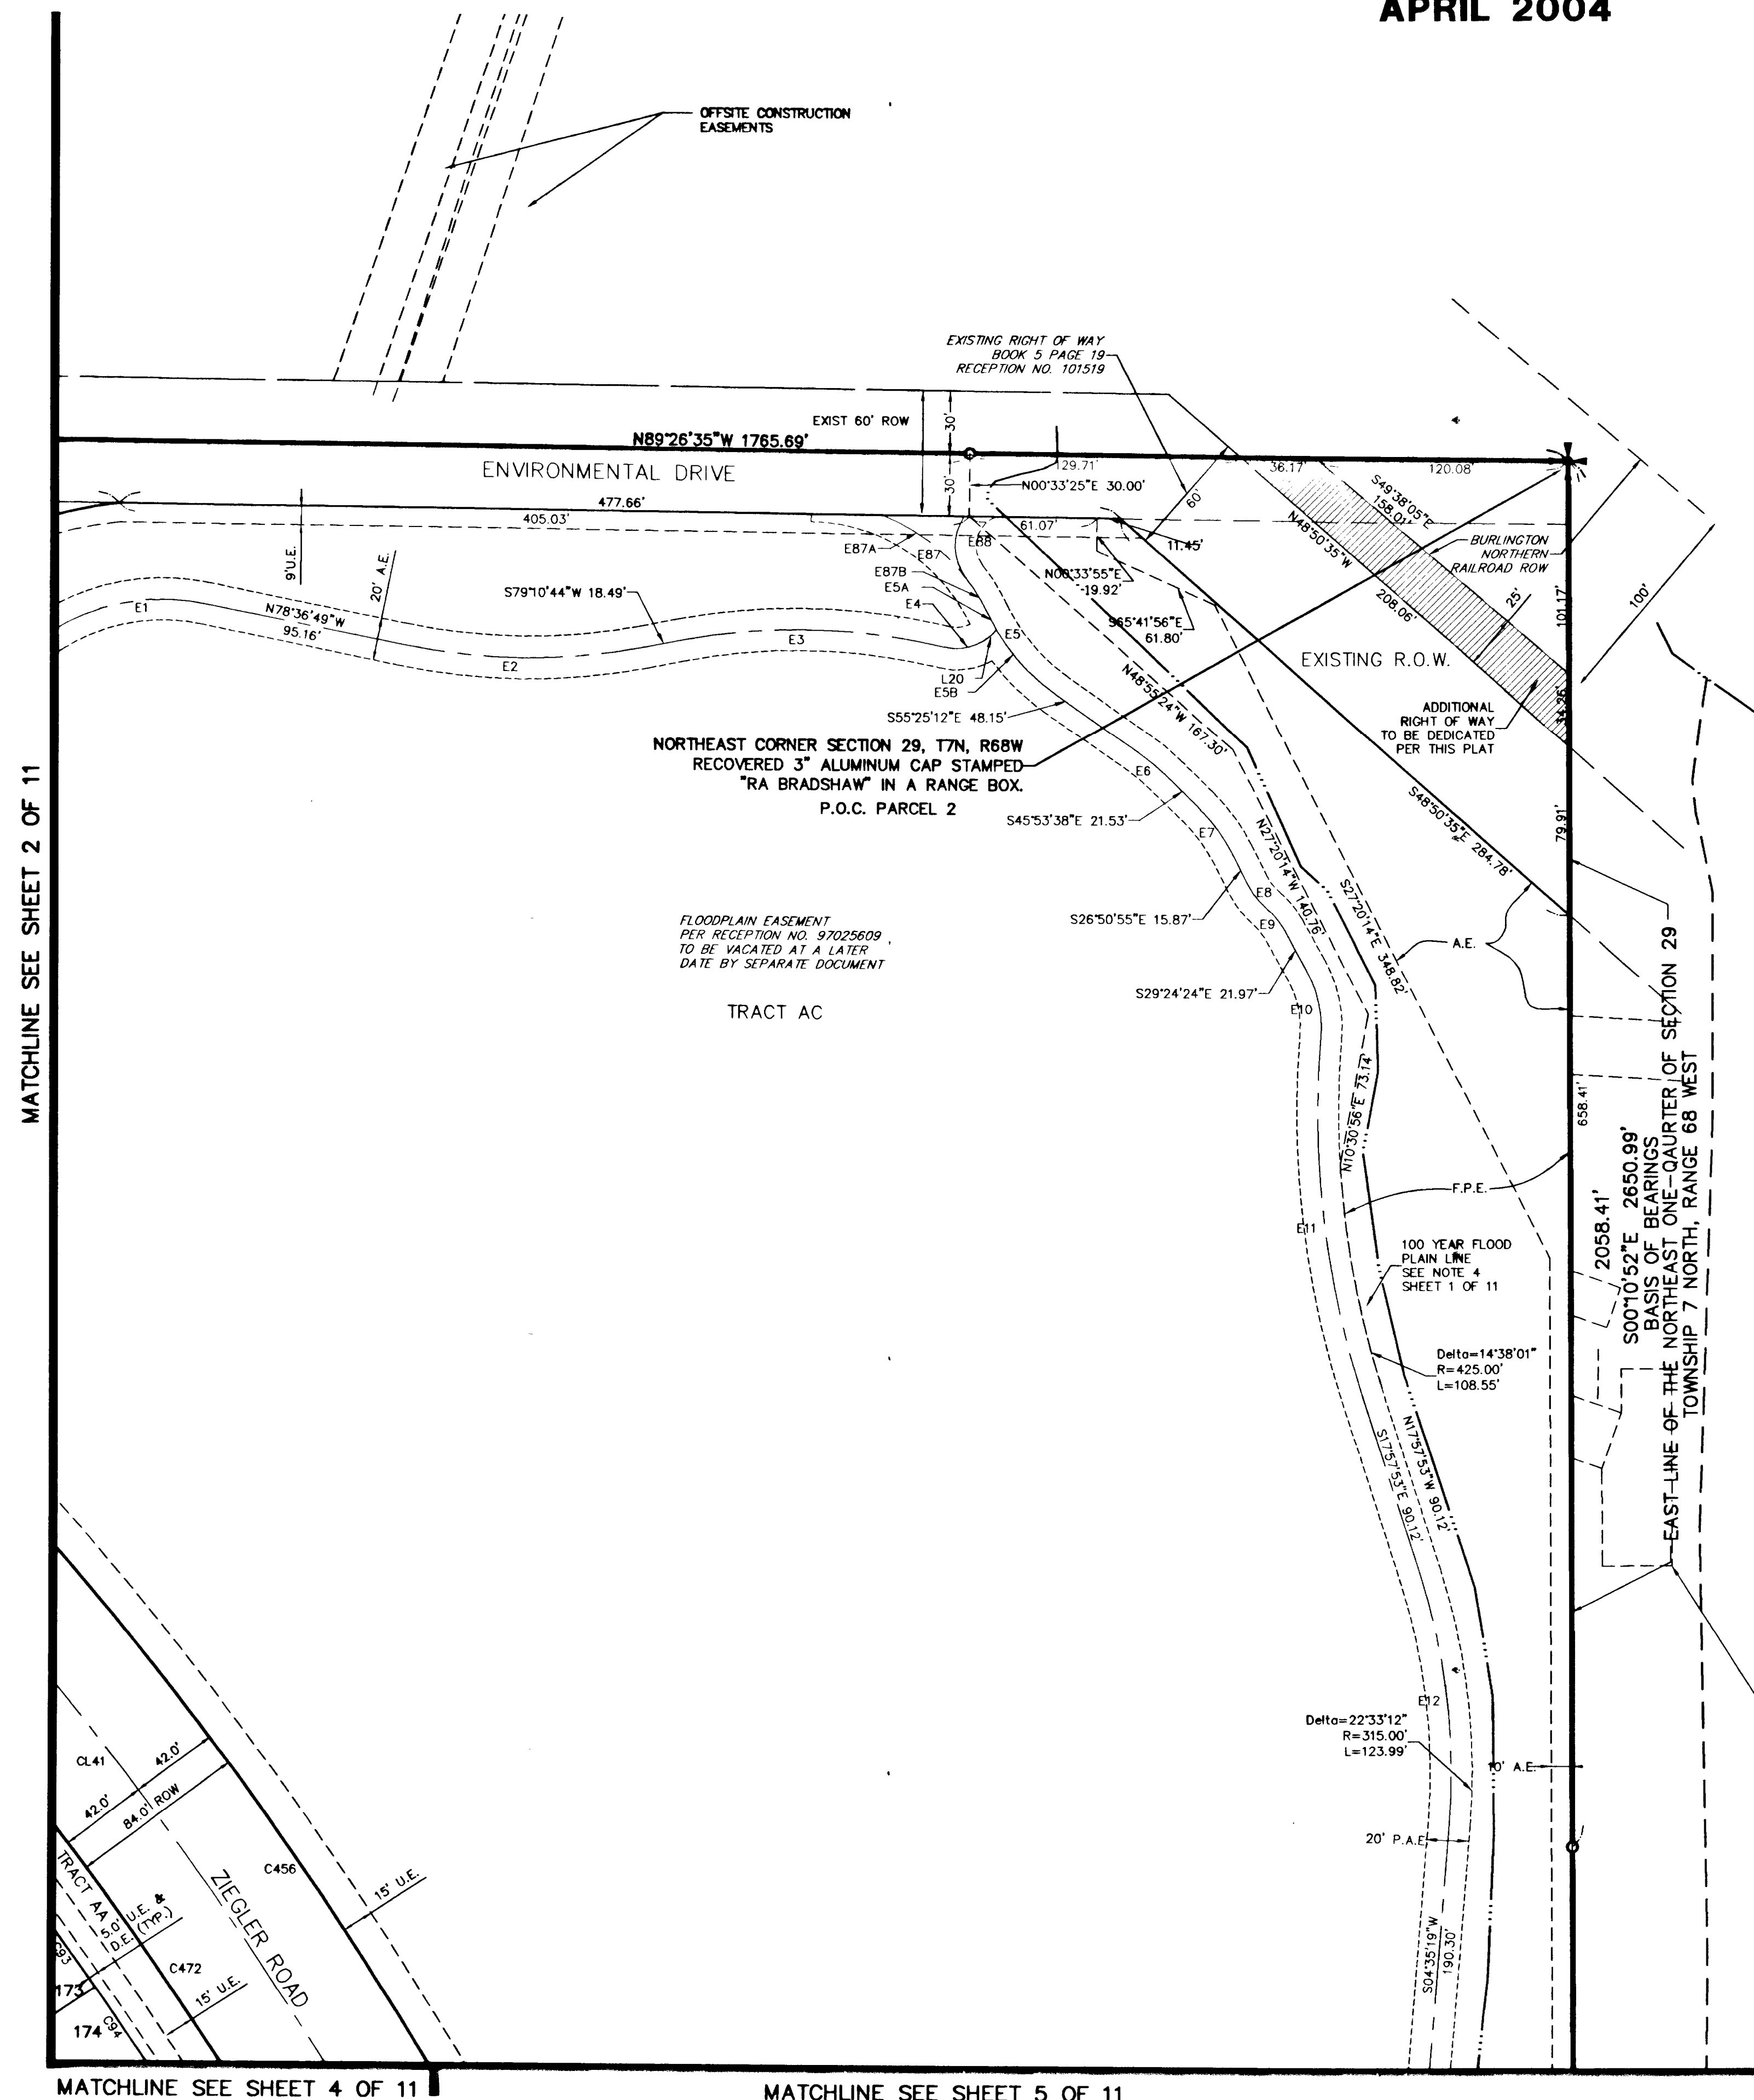 APRIL 2004
OFFSITE CONSTRUCTION
EASEMENTS
EXISTING RIGHT OF WAY
BOOK 5 PAGE 19
RECEPTION NO. 101519
EXIST 60' ROW
30'
N89°26'35"W 1765.69'
ENVIRONMENTAL DRIVE
129.71'
36.17'
120.08'
30'
N00°33'25"E 30.00'
60'
S49°38'05"E
158.01'
477.66'
405.03'
61.07'
11.45'
N48°50'35"W
208.06'
BURLINGTON
NORTHERN
RAILROAD ROW
25'
101.17'
100'
9'U.E.
20' A.E.
E87A
E87
E88
E87B
E5A
E4
N00°33'55"E
19.92'
S65°41'56"E
61.80'
S79°10'44"W 18.49'
E1
N78°36'49"W
95.16'
E2
E3
E5
L20
E5B
EXISTING R.O.W.
N48°55'24"W 167.30'
34.26'
ADDITIONAL
RIGHT OF WAY
TO BE DEDICATED
PER THIS PLAT
S55°25'12"E 48.15'
NORTHEAST CORNER SECTION 29, T7N, R68W
RECOVERED 3" ALUMINUM CAP STAMPED
"RA BRADSHAW" IN A RANGE BOX.
P.O.C. PARCEL 2
E6
S45°53'38"E 21.53'
E7
S48°50'35"E 284.78'
79.91'
N27°20'14"W 140.76'
S27°20'14"E 348.82'
E8
E9
S26°50'55"E 15.87'
FLOODPLAIN EASEMENT
PER RECEPTION NO. 97025609
TO BE VACATED AT A LATER
DATE BY SEPARATE DOCUMENT
A.E.
S29°24'24"E 21.97'
E10
TRACT AC
MATCHLINE SEE SHEET 2 OF 11
N10°30'56"E 73.14'
658.41'
F.P.E.
E11
2058.41'
S00°10'52"E 2650.99'
BASIS OF BEARINGS
EAST LINE OF THE NORTHEAST ONE-QAURTER OF SECTION 29
TOWNSHIP 7 NORTH, RANGE 68 WEST
100 YEAR FLOOD
PLAIN LINE
SEE NOTE 4
SHEET 1 OF 11
Delta=14°38'01"
R=425.00'
L=108.55'
S17°57'53"E 90.12'
N17°57'53"W 90.12'
E12
Delta=22°33'12"
R=315.00'
L=123.99'
10' A.E.
20' P.A.E.
S04°35'19"W
190.30'
CL41
42.0'
42.0'
84.0' ROW
C456
15' U.E.
ZIEGLER ROAD
TRACT AA
5.0' U.E. &
D.E. (TYP.)
C93
C472
173
15' U.E.
174
C94
MATCHLINE SEE SHEET 4 OF 11
MATCHLINE SEE SHEET 5 OF 11